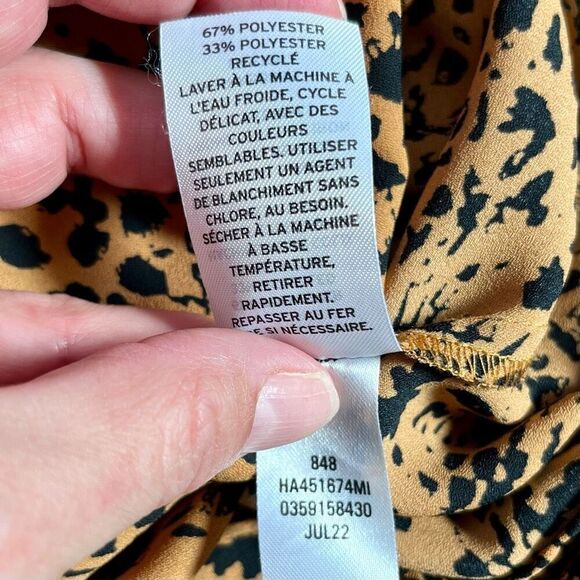 67% POLYESTER
33% POLYESTER
RECYCLÉ
LAVER À LA MACHINE À
L'EAU FROIDE, CYCLE
DÉLICAT, AVEC DES
COULEURS
SEMBLABLES. UTILISER
SEULEMENT UN AGENT
DE BLANCHIMENT SANS
CHLORE, AU BESOIN.
SÉCHER À LA MACHINE
À BASSE
TEMPÉRATURE,
RETIRER
RAPIDEMENT.
REPASSER AU FER
SI NÉCESSAIRE.
848
HA451674MI
0359158430
JUL22